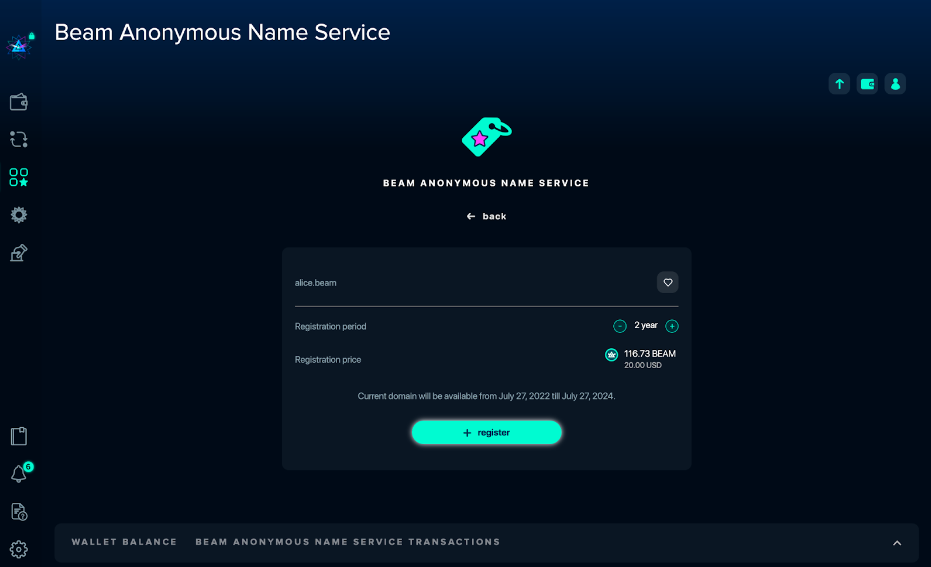 Beam Anonymous Name Service
BEAM ANONYMOUS NAME SERVICE
← back
alice.beam
Registration period
- 2 year +
Registration price
116.73 BEAM
20.00 USD
Current domain will be available from July 27, 2022 till July 27, 2024.
+ register
6
WALLET BALANCE BEAM ANONYMOUS NAME SERVICE TRANSACTIONS